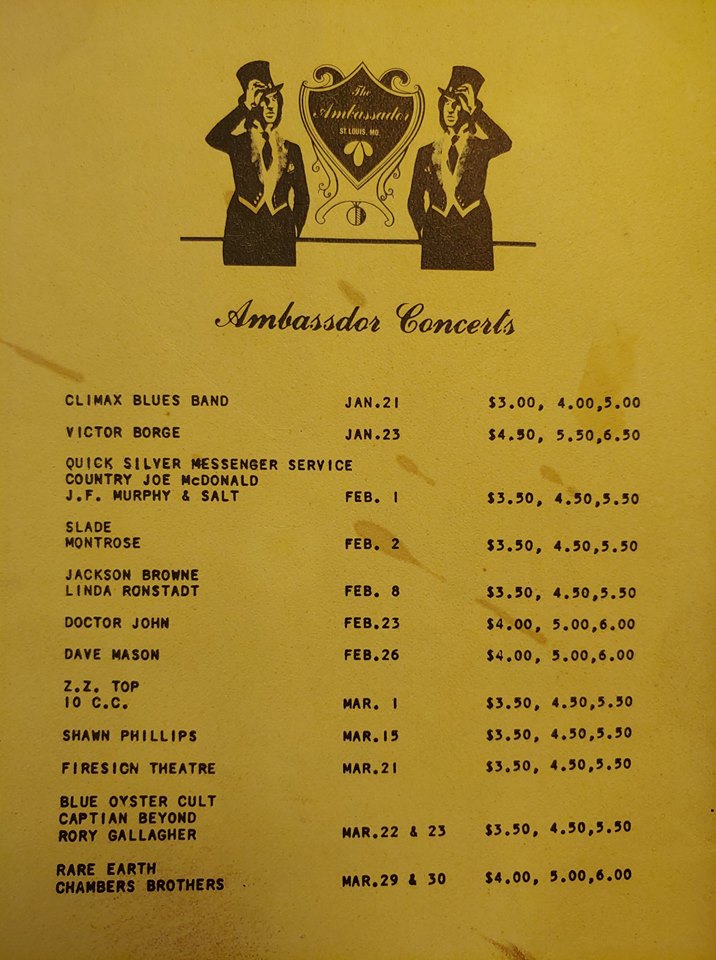 The
Ambassador
ST. LOUIS, MO.
Ambassdor Concerts
CLIMAX BLUES BAND JAN.21 $3.00, 4.00,5.00
VICTOR BORGE JAN.23 $4.50, 5.50,6.50
QUICK SILVER MESSENGER SERVICE
COUNTRY JOE McDONALD
J.F. MURPHY & SALT FEB. 1 $3.50, 4.50,5.50
SLADE
MONTROSE FEB. 2 $3.50, 4.50,5.50
JACKSON BROWNE
LINDA RONSTADT FEB. 8 $3.50, 4.50,5.50
DOCTOR JOHN FEB.23 $4.00, 5.00,6.00
DAVE MASON FEB.26 $4.00, 5.00,6.00
Z.Z. TOP
10 C.C. MAR. 1 $3.50, 4.50,5.50
SHAWN PHILLIPS MAR.15 $3.50, 4.50,5.50
FIRESIGN THEATRE MAR.21 $3.50, 4.50,5.50
BLUE OYSTER CULT
CAPTIAN BEYOND
RORY GALLAGHER MAR.22 & 23 $3.50, 4.50,5.50
RARE EARTH
CHAMBERS BROTHERS MAR.29 & 30 $4.00, 5.00,6.00